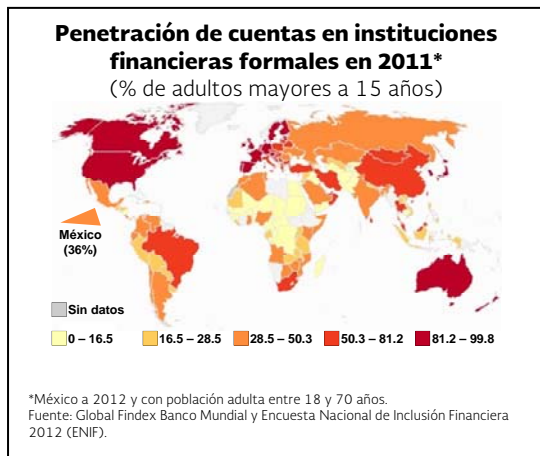 Penetración de cuentas en instituciones
financieras formales en 2011*
(% de adultos mayores a 15 años)
México
(36%)
Sin datos
0 – 16.5
16.5 – 28.5
28.5 – 50.3
50.3 – 81.2
81.2 – 99.8
*México a 2012 y con población adulta entre 18 y 70 años.
Fuente: Global Findex Banco Mundial y Encuesta Nacional de Inclusión Financiera
2012 (ENIF).